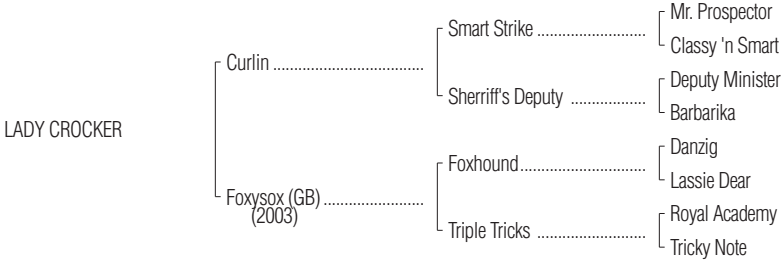 Mr. Prospector
Smart Strike ..........................
Classy 'n Smart
Curlin ....................................
Deputy Minister
Sherriff's Deputy ..................
Barbarika
LADY CROCKER
Danzig
Foxhound ..............................
Lassie Dear
Foxysox (GB) ........................
(2003)
Royal Academy
Triple Tricks ..........................
Tricky Note